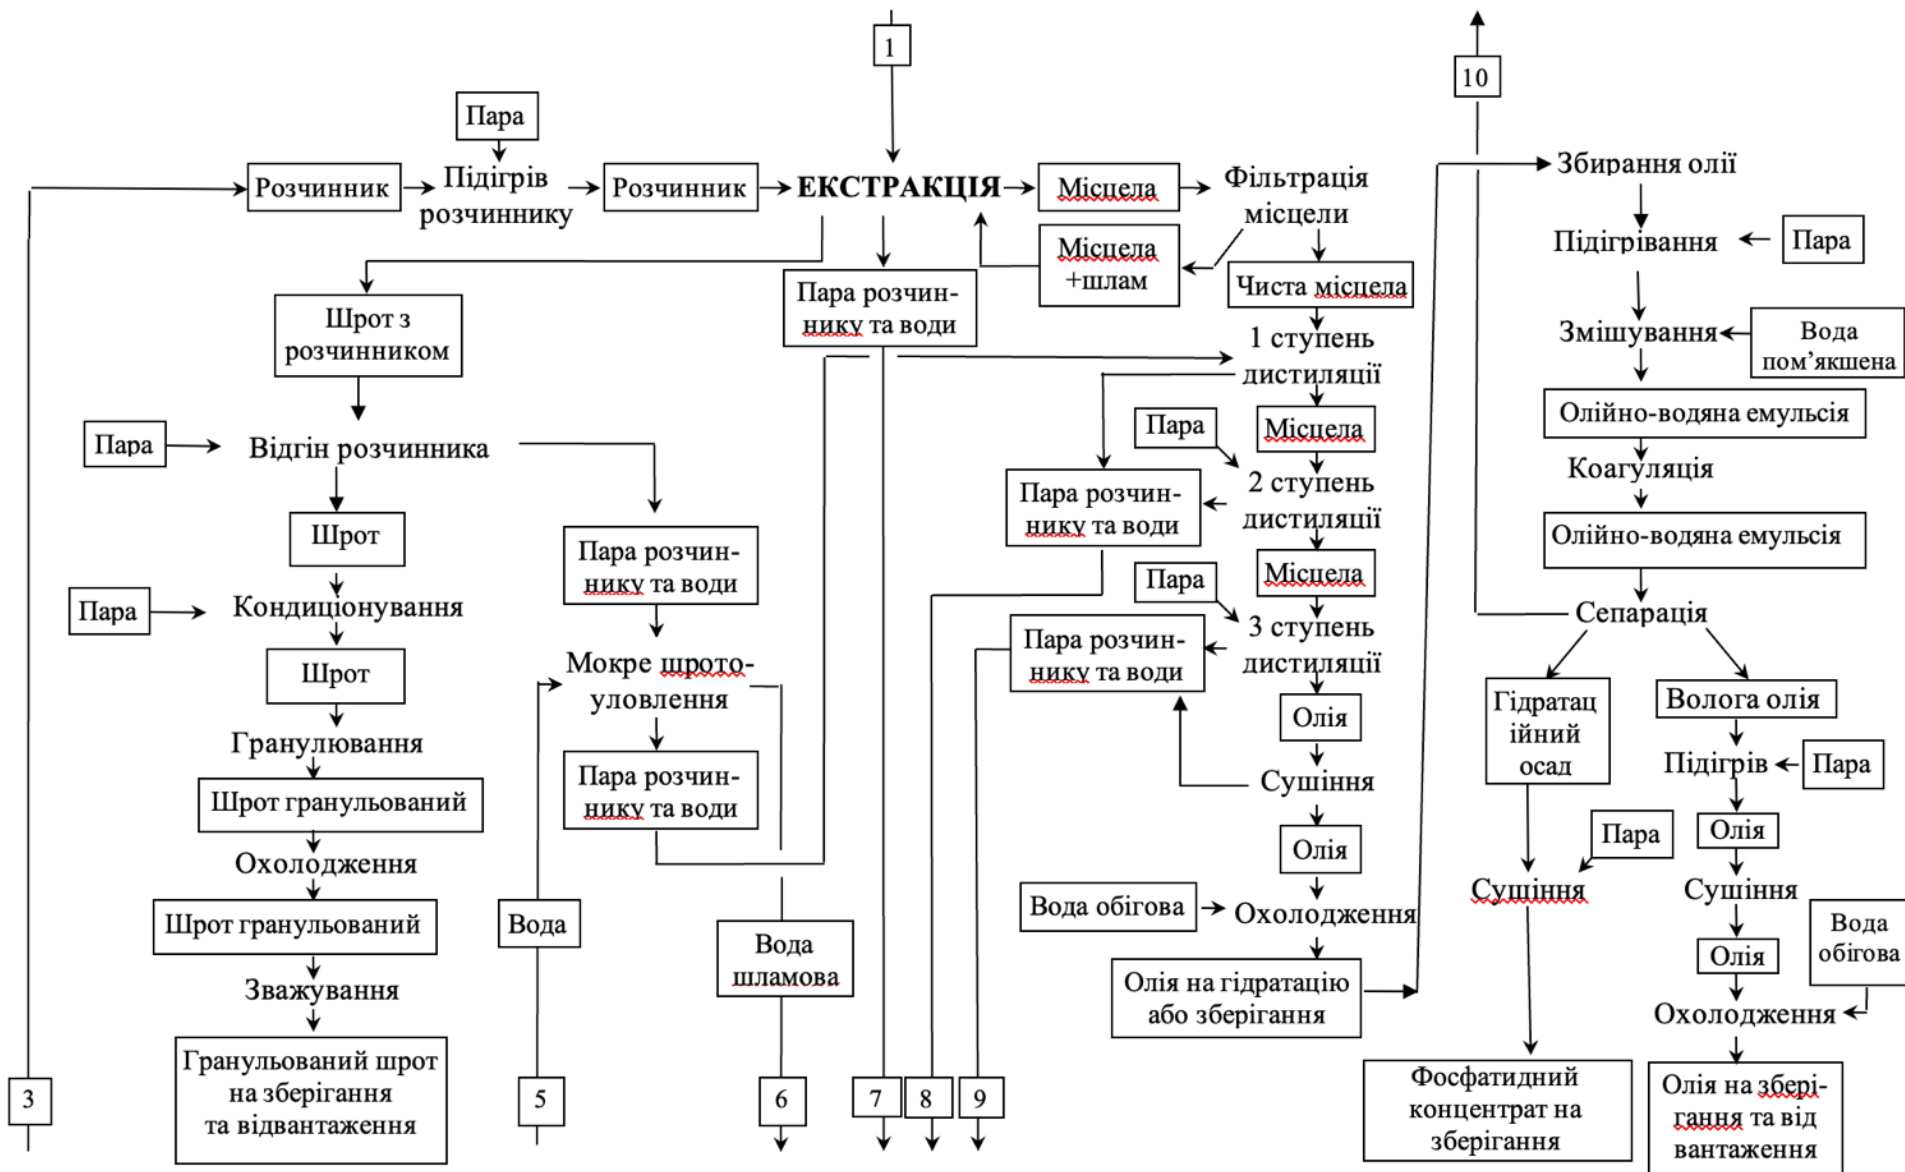 1
10
Пара
Розчинник
Підігрів
розчиннику
Розчинник
ЕКСТРАКЦІЯ
Місцела
Фільтрація
місцели
Місцела
+шлам
Чиста місцела
Пара розчин-
нику та води
Шрот з
розчинником
Пара
Відгін розчинника
Шрот
Пара
Кондиціонування
Шрот
Гранулювання
Шрот гранульований
Охолодження
Шрот гранульований
Зважування
Гранульований шрот
на зберігання
та відвантаження
3
Пара розчин-
нику та води
Мокре шрото-
уловлення
Пара розчин-
нику та води
Вода
5
Вода
шламова
6
7
8
9
1 ступень
дистиляції
Місцела
Пара
2 ступень
дистиляції
Пара розчин-
нику та води
Місцела
Пара
3 ступень
дистиляції
Пара розчин-
нику та води
Олія
Сушіння
Олія
Вода обігова
Охолодження
Олія на гідратацію
або зберігання
Збирання олії
Підігрівання
Пара
Змішування
Вода
пом’якшена
Олійно-водяна емульсія
Коагуляція
Олійно-водяна емульсія
Сепарація
Гідратац
ійний
осад
Пара
Сушіння
Фосфатидний
концентрат на
зберігання
Волога олія
Підігрів
Пара
Олія
Сушіння
Олія
Вода
обігова
Охолодження
Олія на збері-
гання та від
вантаження